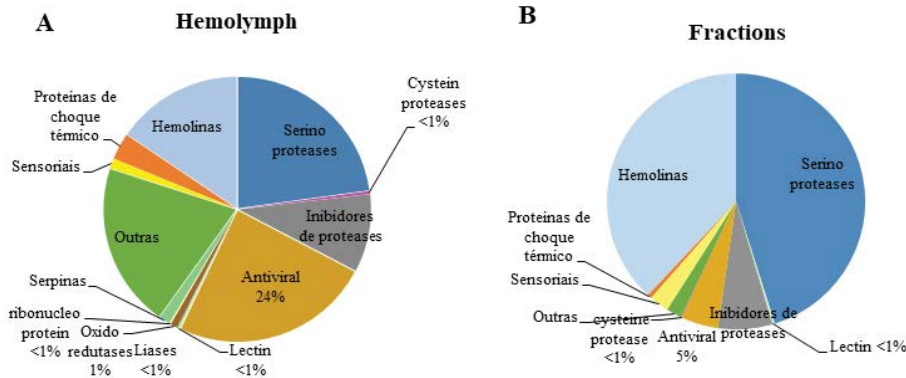 A
Hemolymph
Proteinas de
choque
térmico
Hemolinas
Serino
proteases
Cystein
proteases
<1%
Sensoriais
Inibidores
de proteases
Outras
Antiviral
24%
Serpinas
ribonucleo
protein
<1%
Oxido
redutases
1%
Liases
<1%
Lectin
<1%
B
Fractions
Hemolinas
Serino
proteases
Proteinas de
choque
térmico
Sensoriais
Outras
cysteine
protease
<1%
Antiviral
5%
Inibidores de
proteases
Lectin <1%